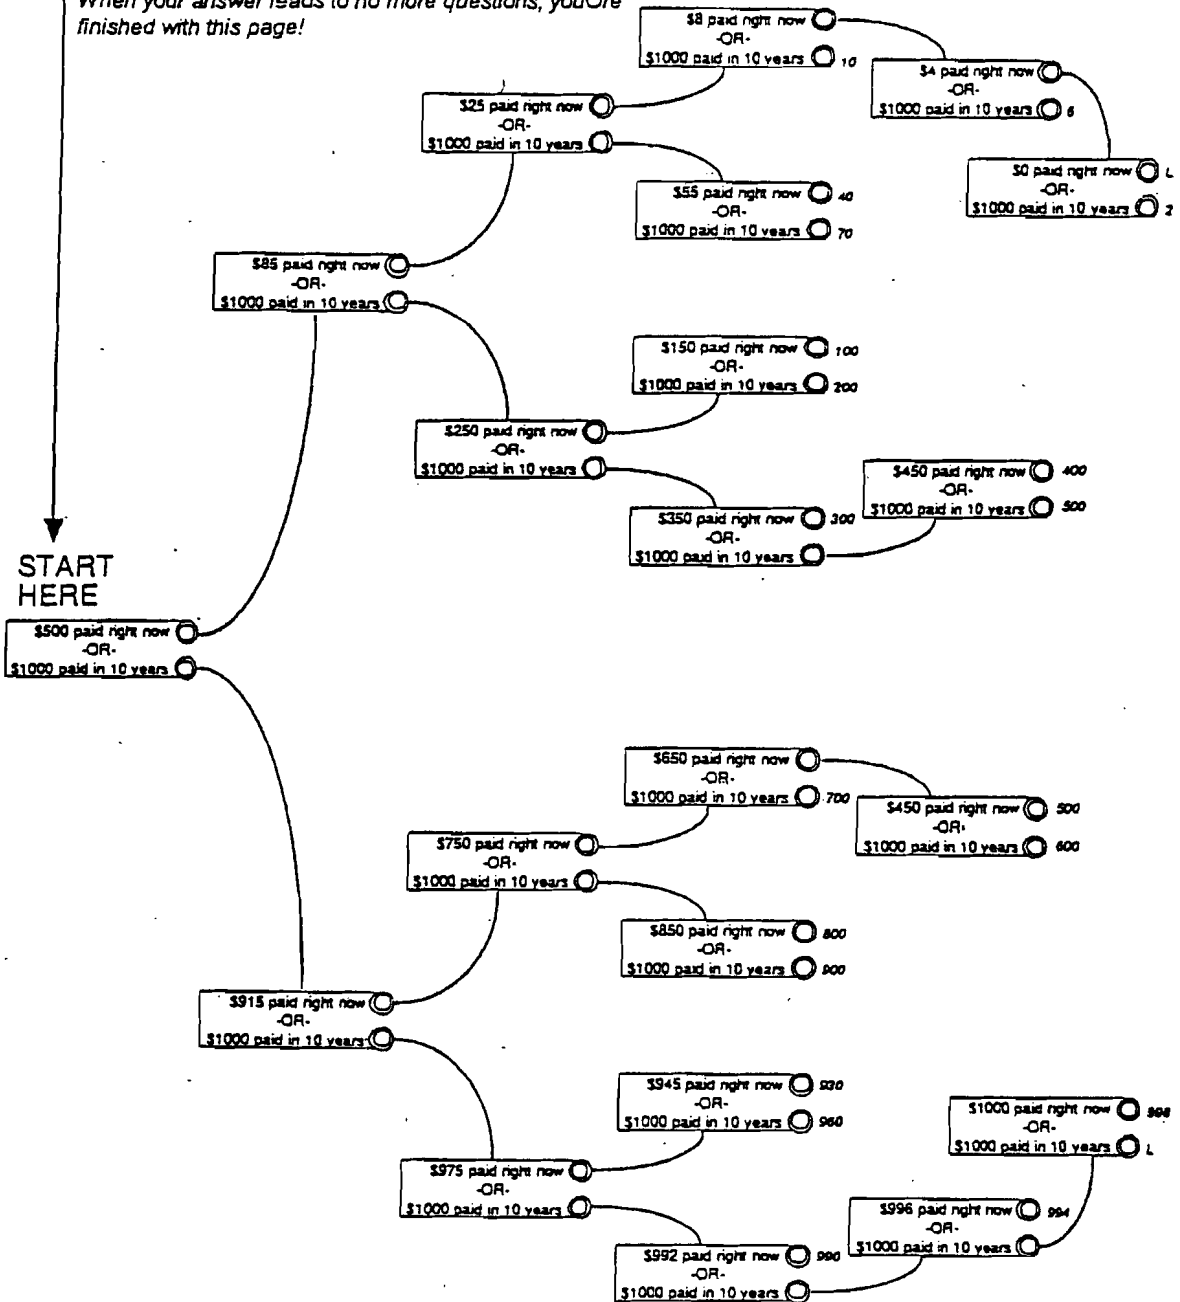 When your answer leads to no more questions, youOre
finished with this page!
$8 paid right now
-OR-
$1000 paid in 10 years 10
$4 paid right now
-OR-
$1000 paid in 10 years 6
$0 paid right now L
-OR-
$1000 paid in 10 years 2
$25 paid right now
-OR-
$1000 paid in 10 years
$55 paid right now 40
-OR-
$1000 paid in 10 years 70
$85 paid right now
-OR-
$1000 paid in 10 years
$150 paid right now 100
-OR-
$1000 paid in 10 years 200
$250 paid right now
-OR-
$1000 paid in 10 years
$450 paid right now 400
-OR-
$1000 paid in 10 years 500
$350 paid right now 300
-OR-
$1000 paid in 10 years
START
HERE
$500 paid right now
-OR-
$1000 paid in 10 years
$650 paid right now
-OR-
$1000 paid in 10 years 700
$450 paid right now 500
-OR-
$1000 paid in 10 years 600
$750 paid right now
-OR-
$1000 paid in 10 years
$850 paid right now 800
-OR-
$1000 paid in 10 years 900
$915 paid right now
-OR-
$1000 paid in 10 years
$945 paid right now 930
-OR-
$1000 paid in 10 years 960
$1000 paid right now 998
-OR-
$1000 paid in 10 years L
$975 paid right now
-OR-
$1000 paid in 10 years
$996 paid right now 994
-OR-
$1000 paid in 10 years
$992 paid right now 990
-OR-
$1000 paid in 10 years